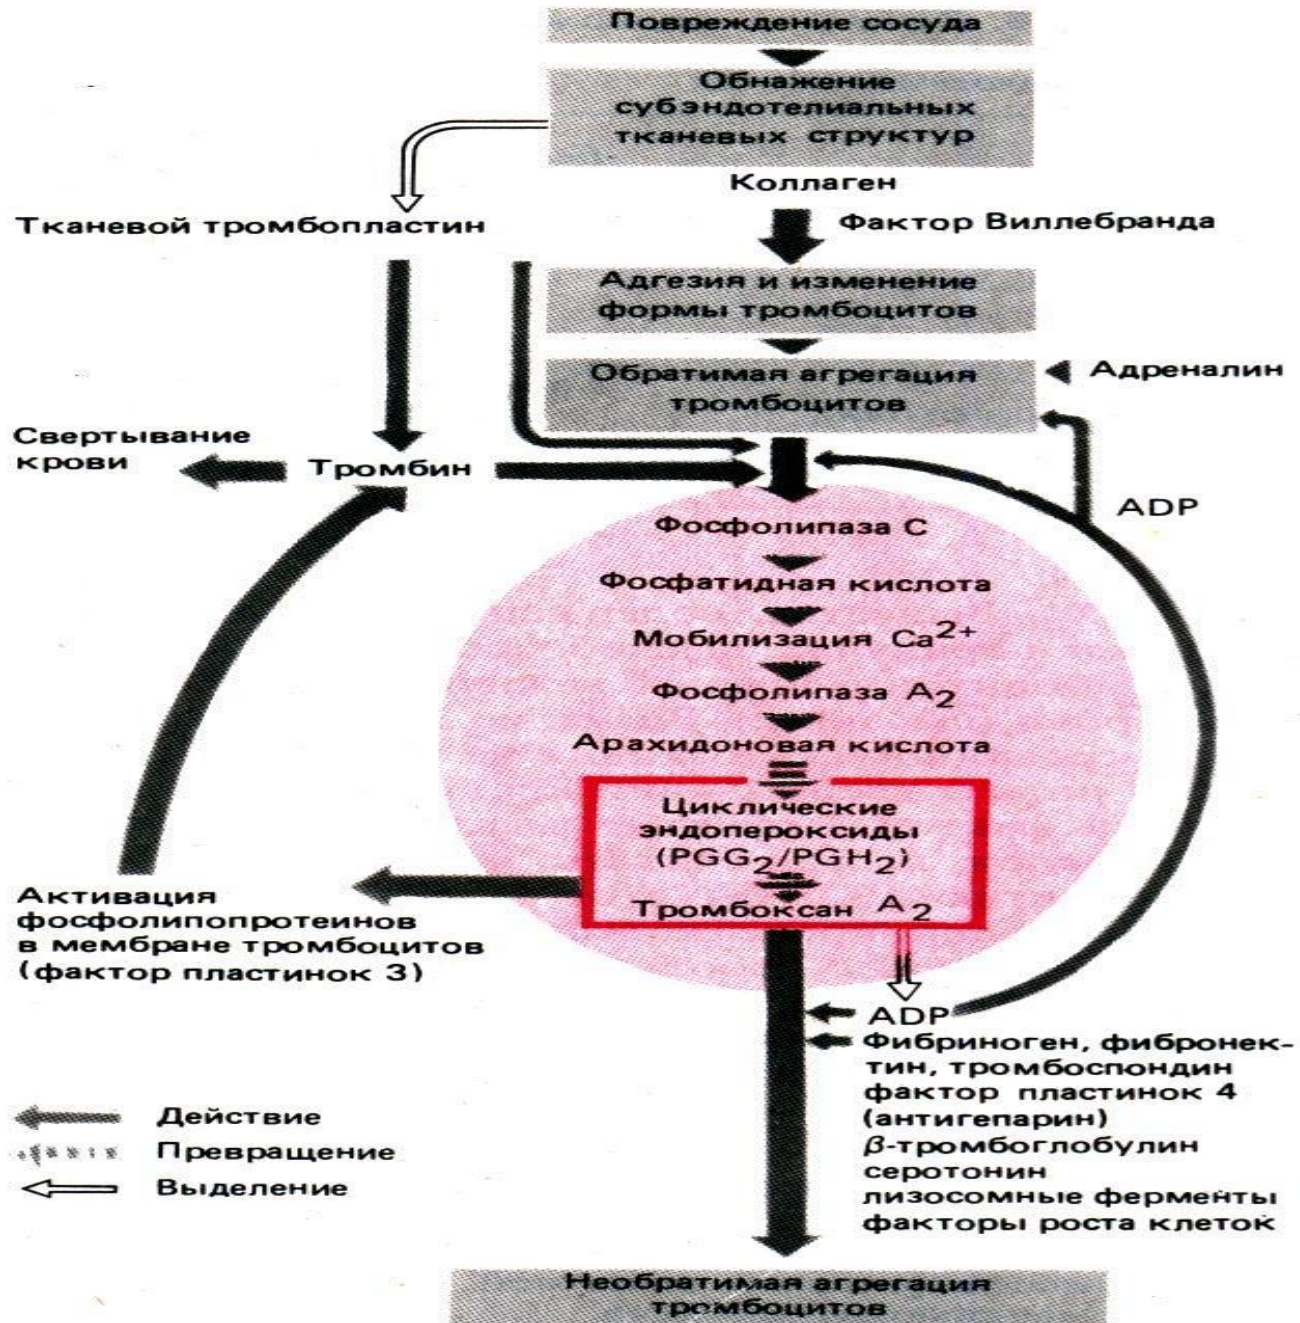 Повреждение сосуда
Обнажение
субэндотелиальных
тканевых структур
Коллаген
Тканевой тромбопластин
Фактор Виллебранда
Адгезия и изменение
формы тромбоцитов
Обратимая агрегация
тромбоцитов
Адреналин
Свертывание
крови
Тромбин
ADP
Фосфолипаза C
Фосфатидная кислота
Мобилизация Ca²⁺
Фосфолипаза A₂
Арахидоновая кислота
Циклические
эндопероксиды
(PGG₂/PGH₂)
Тромбоксан A₂
Активация
фосфолипопротеинов
в мембране тромбоцитов
(фактор пластинок 3)
ADP
Фибриноген, фибронек-
тин, тромбоспондин
фактор пластинок 4
(антигепарин)
β-тромбоглобулин
серотонин
лизосомные ферменты
факторы роста клеток
Действие
Превращение
Выделение
Необратимая агрегация
тромбоцитов